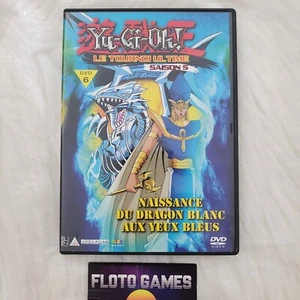 Yu-Gi-Oh!
LE TOURNOI ULTIME
SAISON 5
DVD
6
NAISSANCE
DU DRAGON BLANC
AUX YEUX BLEUS
DVD
FLOTO GAMES